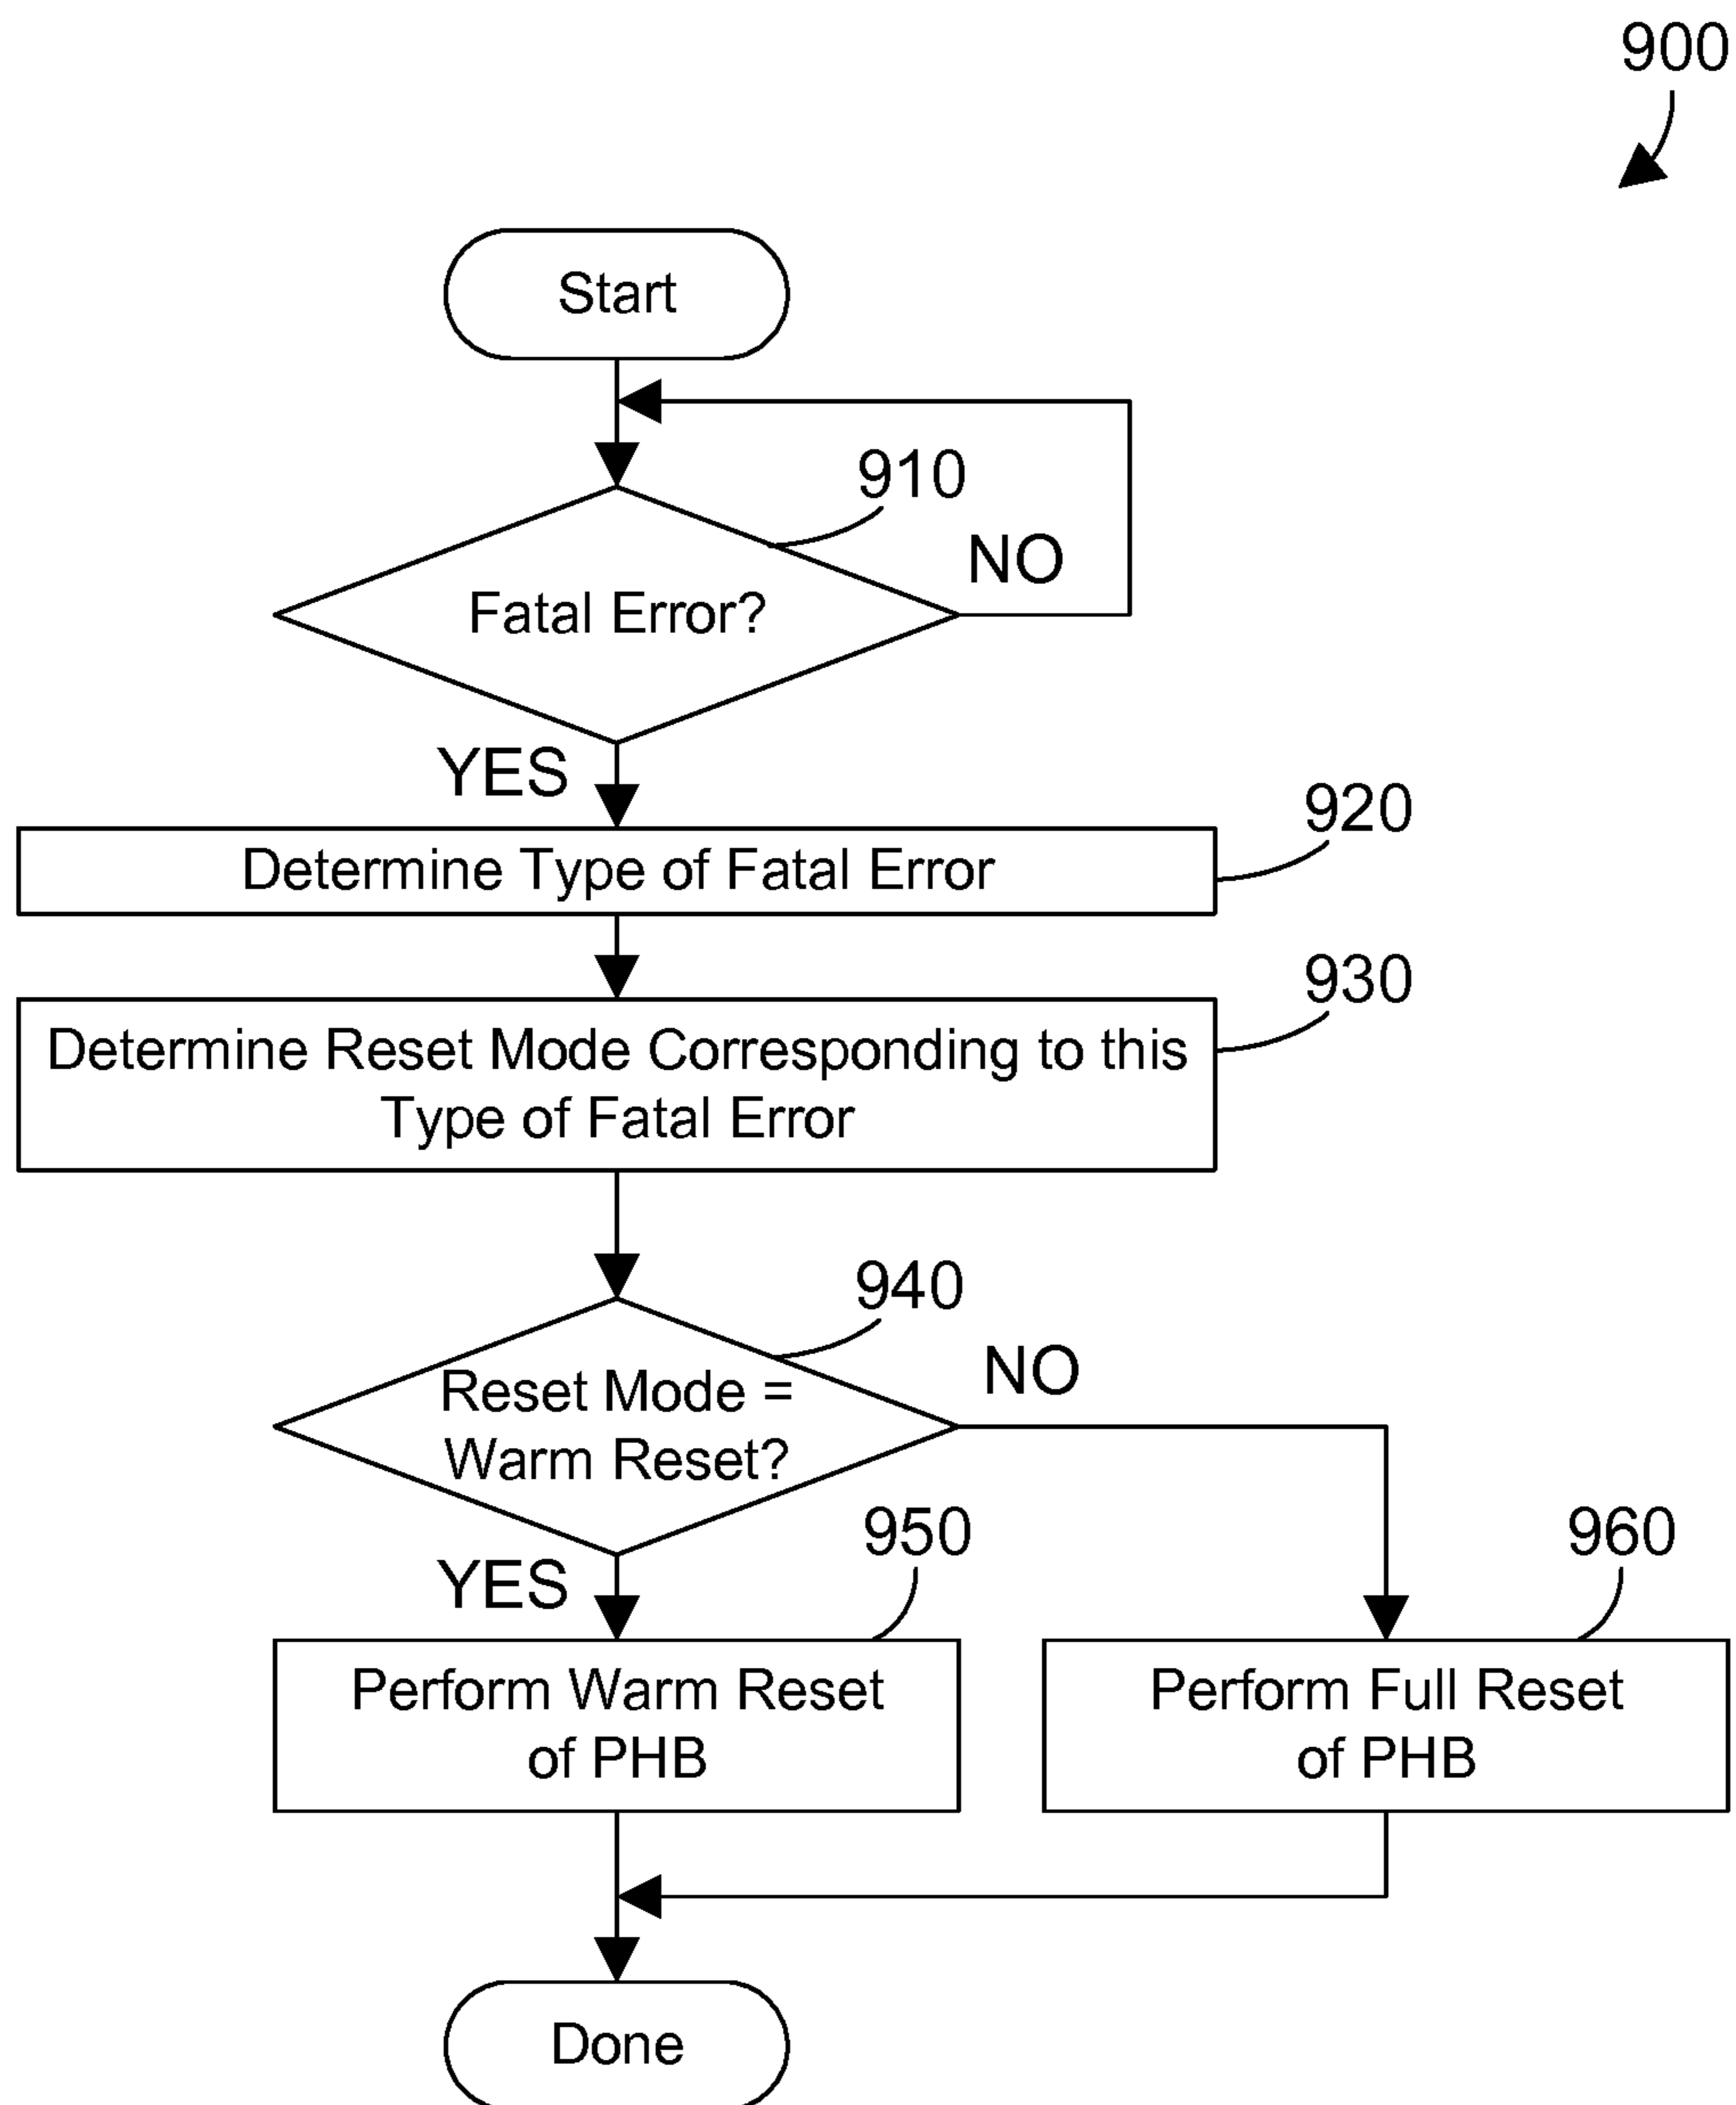 900
Start
910
NO
Fatal Error?
YES
920
Determine Type of Fatal Error
930
Determine Reset Mode Corresponding to this
Type of Fatal Error
940
NO
Reset Mode =
Warm Reset?
YES
950
960
Perform Warm Reset
of PHB
Perform Full Reset
of PHB
Done